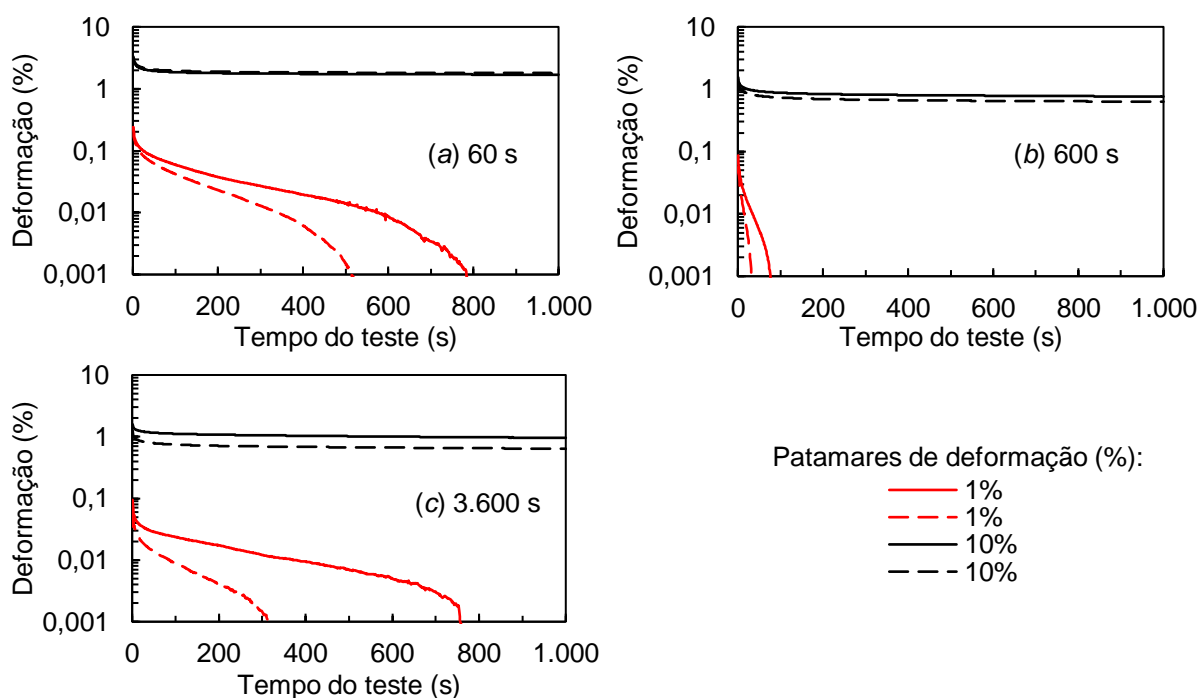 10
1
0,1
0,01
0,001
Deformação (%)
(a) 60 s
0 200 400 600 800 1.000
Tempo do teste (s)
10
1
0,1
0,01
0,001
Deformação (%)
(b) 600 s
0 200 400 600 800 1.000
Tempo do teste (s)
10
1
0,1
0,01
0,001
Deformação (%)
(c) 3.600 s
0 200 400 600 800 1.000
Tempo do teste (s)
Patamares de deformação (%):
1%
1%
10%
10%